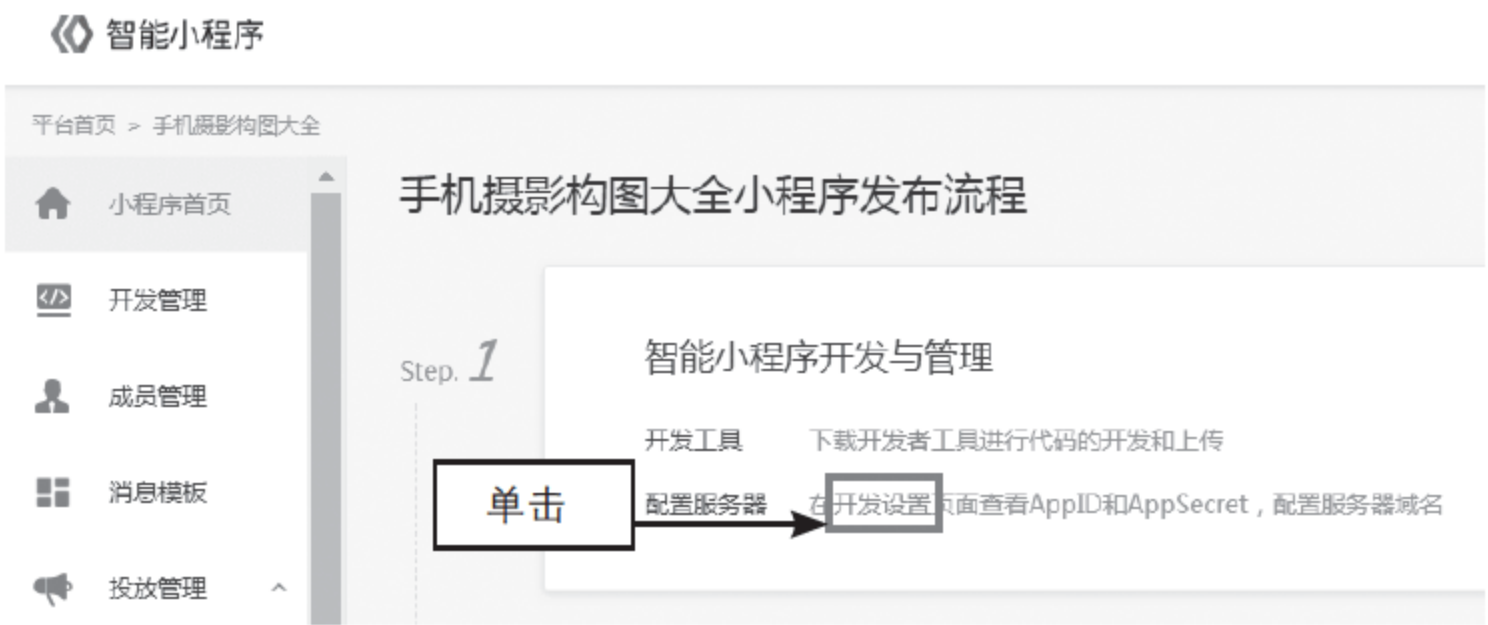 智能小程序
平台首页 > 手机摄影构图大全
小程序首页
开发管理
成员管理
消息模板
投放管理
手机摄影构图大全小程序发布流程
Step. 1
智能小程序开发与管理
开发工具 下载开发者工具进行代码的开发和上传
单击
配置服务器 在开发设置页面查看AppID和AppSecret，配置服务器域名